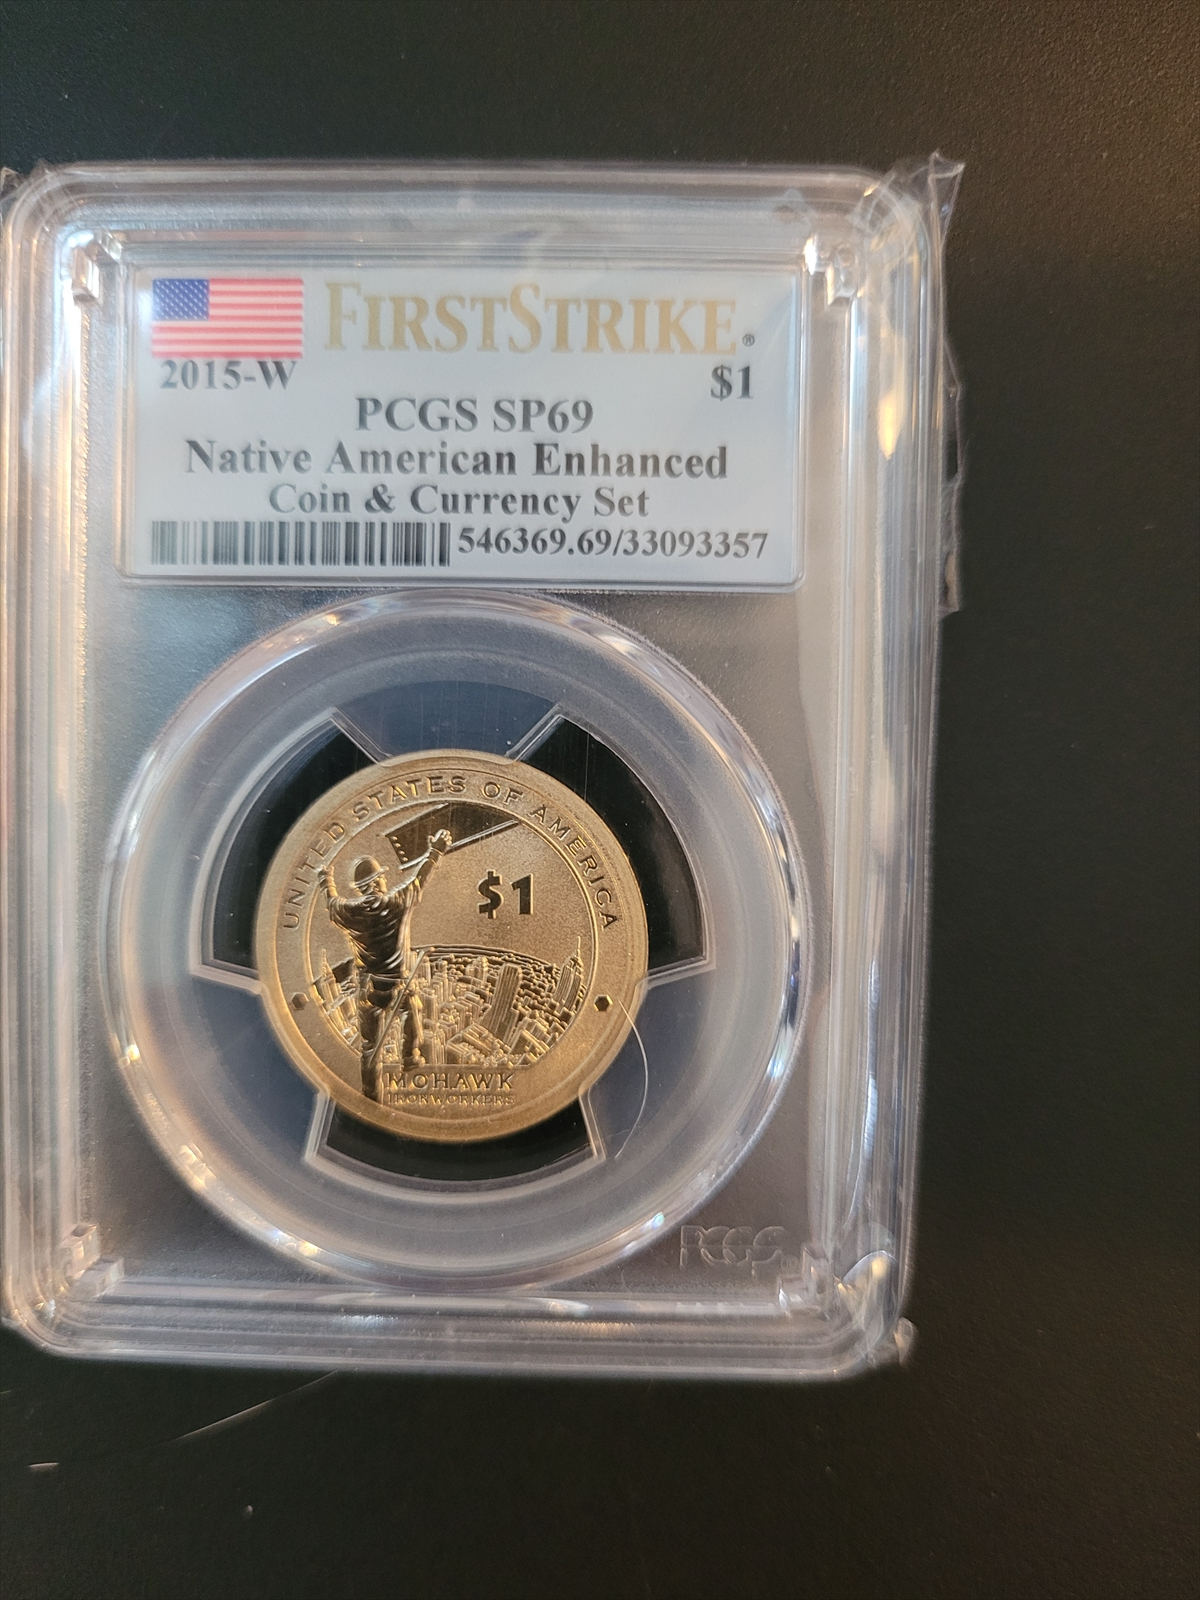 FIRSTSTRIKE®
2015-W $1
PCGS SP69
Native American Enhanced
Coin & Currency Set
546369.69/33093357
UNITED STATES OF AMERICA
$1
MOHAWK
IRONWORKERS
PCGS